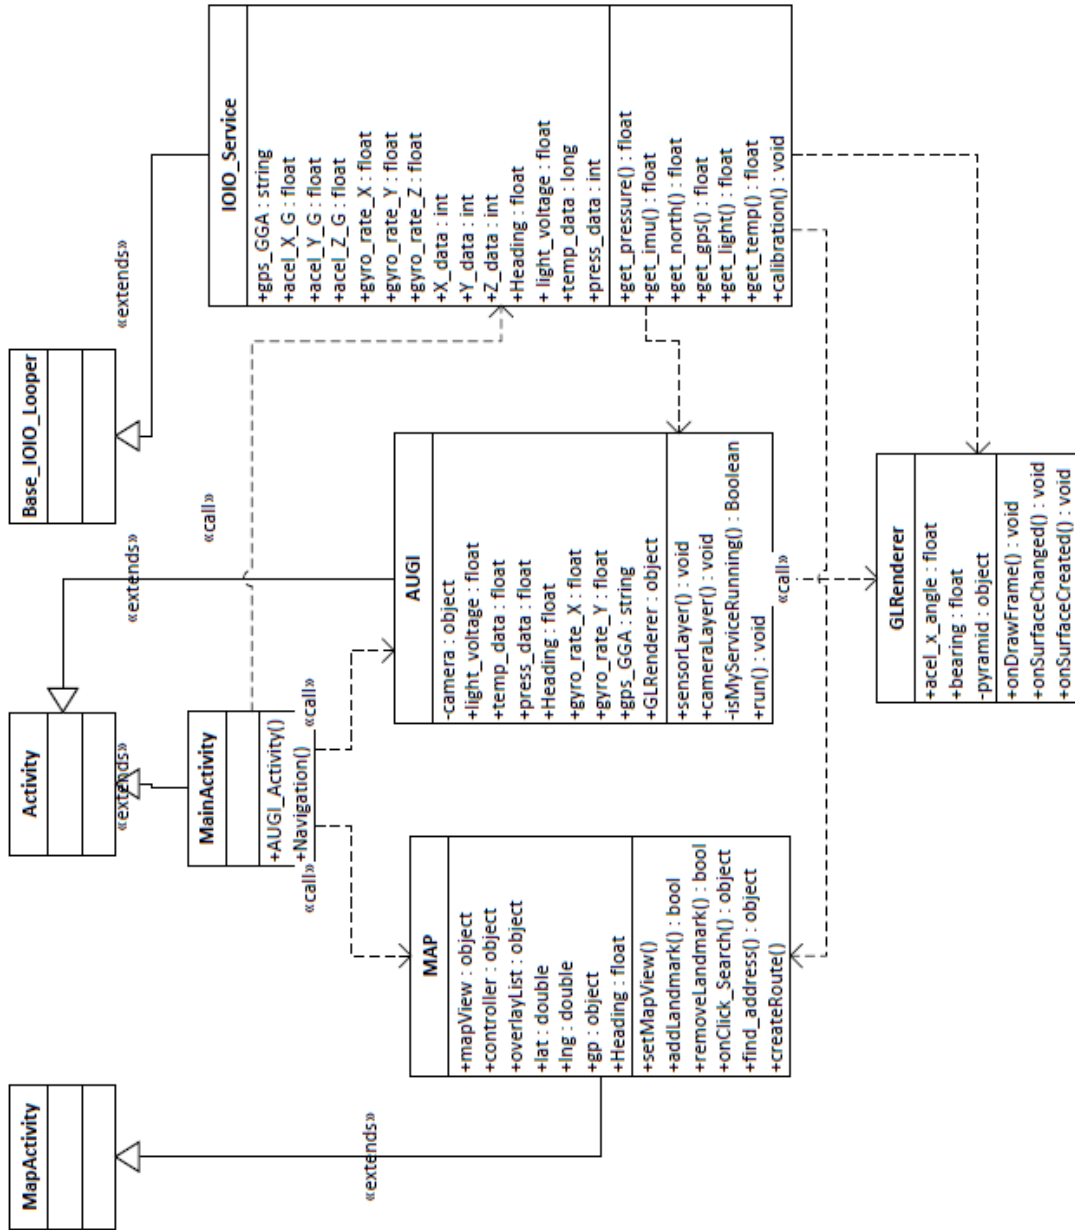 MapActivity
Activity
Base_IOIO_Looper
«extends»
«extends»
«extends»
«extends»
«call»
MainActivity
+AUGI_Activity()
+Navigation()
«call»
«call»
IOIO_Service
+gps_GGA : string
+acel_X_G : float
+acel_Y_G : float
+acel_Z_G : float
+gyro_rate_X : float
+gyro_rate_Y : float
+gyro_rate_Z : float
+X_data : int
+Y_data : int
+Z_data : int
+Heading : float
+ light_voltage : float
+temp_data : long
+press_data : int
+get_pressure() : float
+get_imu() : float
+get_north() : float
+get_gps() : float
+get_light() : float
+get_temp() : float
+calibration() : void
MAP
+mapView : object
+controller : object
+overlayList : object
+lat : double
+lng : double
+gp : object
+Heading : float
+setMapView()
+addLandmark() : bool
+removeLandmark() : bool
+onClick_Search() : object
+find_address() : object
+createRoute()
AUGI
-camera : object
+light_voltage : float
+temp_data : float
+press_data : float
+Heading : float
+gyro_rate_X : float
+gyro_rate_Y : float
+gps_GGA : string
+GLRenderer : object
+sensorLayer() : void
+cameraLayer() : void
-isMyServiceRunning() : Boolean
+run() : void
«call»
GLRenderer
+acel_x_angle : float
+bearing : float
-pyramid : object
+onDrawFrame() : void
+onSurfaceChanged() : void
+onSurfaceCreated() : void